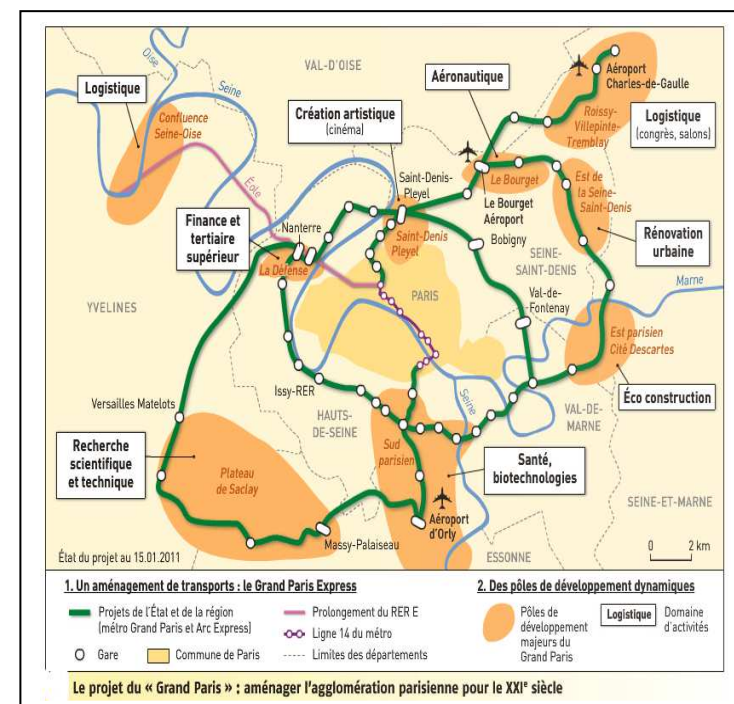 VAL-D'OISE
Oise
Seine
Logistique
Confluence
Seine-Oise
Éole
Création artistique
(cinéma)
Aéronautique
Aéroport
Charles-de-Gaulle
Roissy-
Villepinte-
Tremblay
Logistique
(congrès, salons)
Saint-Denis-
Pleyel
Le Bourget
Le Bourget
Aéroport
Est de
la Seine-
Saint-Denis
Finance et
tertiaire
supérieur
Nanterre
La Défense
Saint-Denis
Pleyel
Bobigny
SEINE-
SAINT-DENIS
Rénovation
urbaine
PARIS
YVELINES
Val-de-
Fontenay
Marne
Est parisien
Cité Descartes
Issy-RER
Seine
Éco construction
Versailles Matelots
HAUTS-
DE-SEINE
VAL-DE-
MARNE
Recherche
scientifique
et technique
Plateau
de Saclay
Sud
parisien
Santé,
biotechnologies
SEINE-ET-MARNE
Massy-Palaiseau
Aéroport
d'Orly
ESSONNE
0 2 km
État du projet au 15.01.2011
1. Un aménagement de transports : le Grand Paris Express
Projets de l'État et de la région
(métro Grand Paris et Arc Express)
Gare
Commune de Paris
Prolongement du RER E
Ligne 14 du métro
Limites des départements
2. Des pôles de développement dynamiques
Pôles de
développement
majeurs du
Grand Paris
Logistique
Domaine
d'activités
Le projet du « Grand Paris » : aménager l'agglomération parisienne pour le XXIe siècle